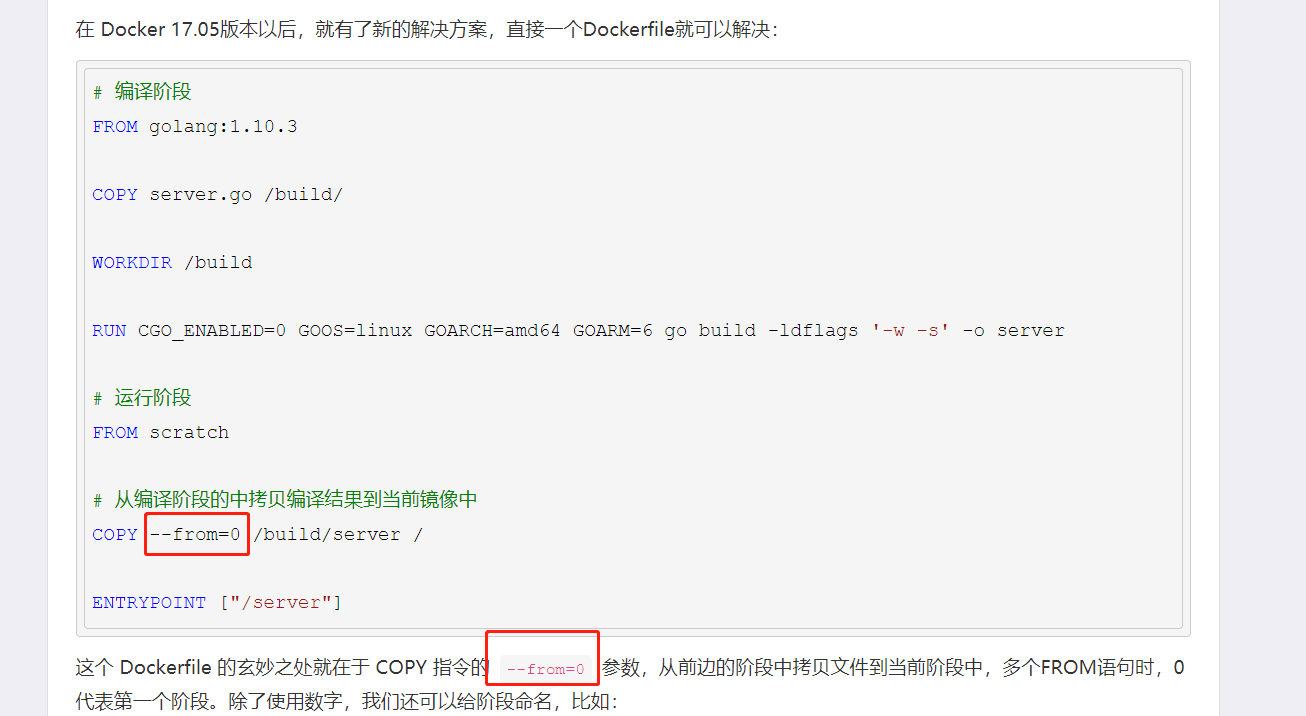 在 Docker 17.05版本以后，就有了新的解决方案，直接一个Dockerfile就可以解决：
# 编译阶段
FROM golang:1.10.3
COPY server.go /build/
WORKDIR /build
RUN CGO_ENABLED=0 GOOS=linux GOARCH=amd64 GOARM=6 go build -ldflags '-w -s' -o server
# 运行阶段
FROM scratch
# 从编译阶段的中拷贝编译结果到当前镜像中
COPY --from=0 /build/server /
ENTRYPOINT ["/server"]
这个 Dockerfile 的玄妙之处就在于 COPY 指令的 --from=0 参数，从前边的阶段中拷贝文件到当前阶段中，多个FROM语句时，0
代表第一个阶段。除了使用数字，我们还可以给阶段命名，比如：